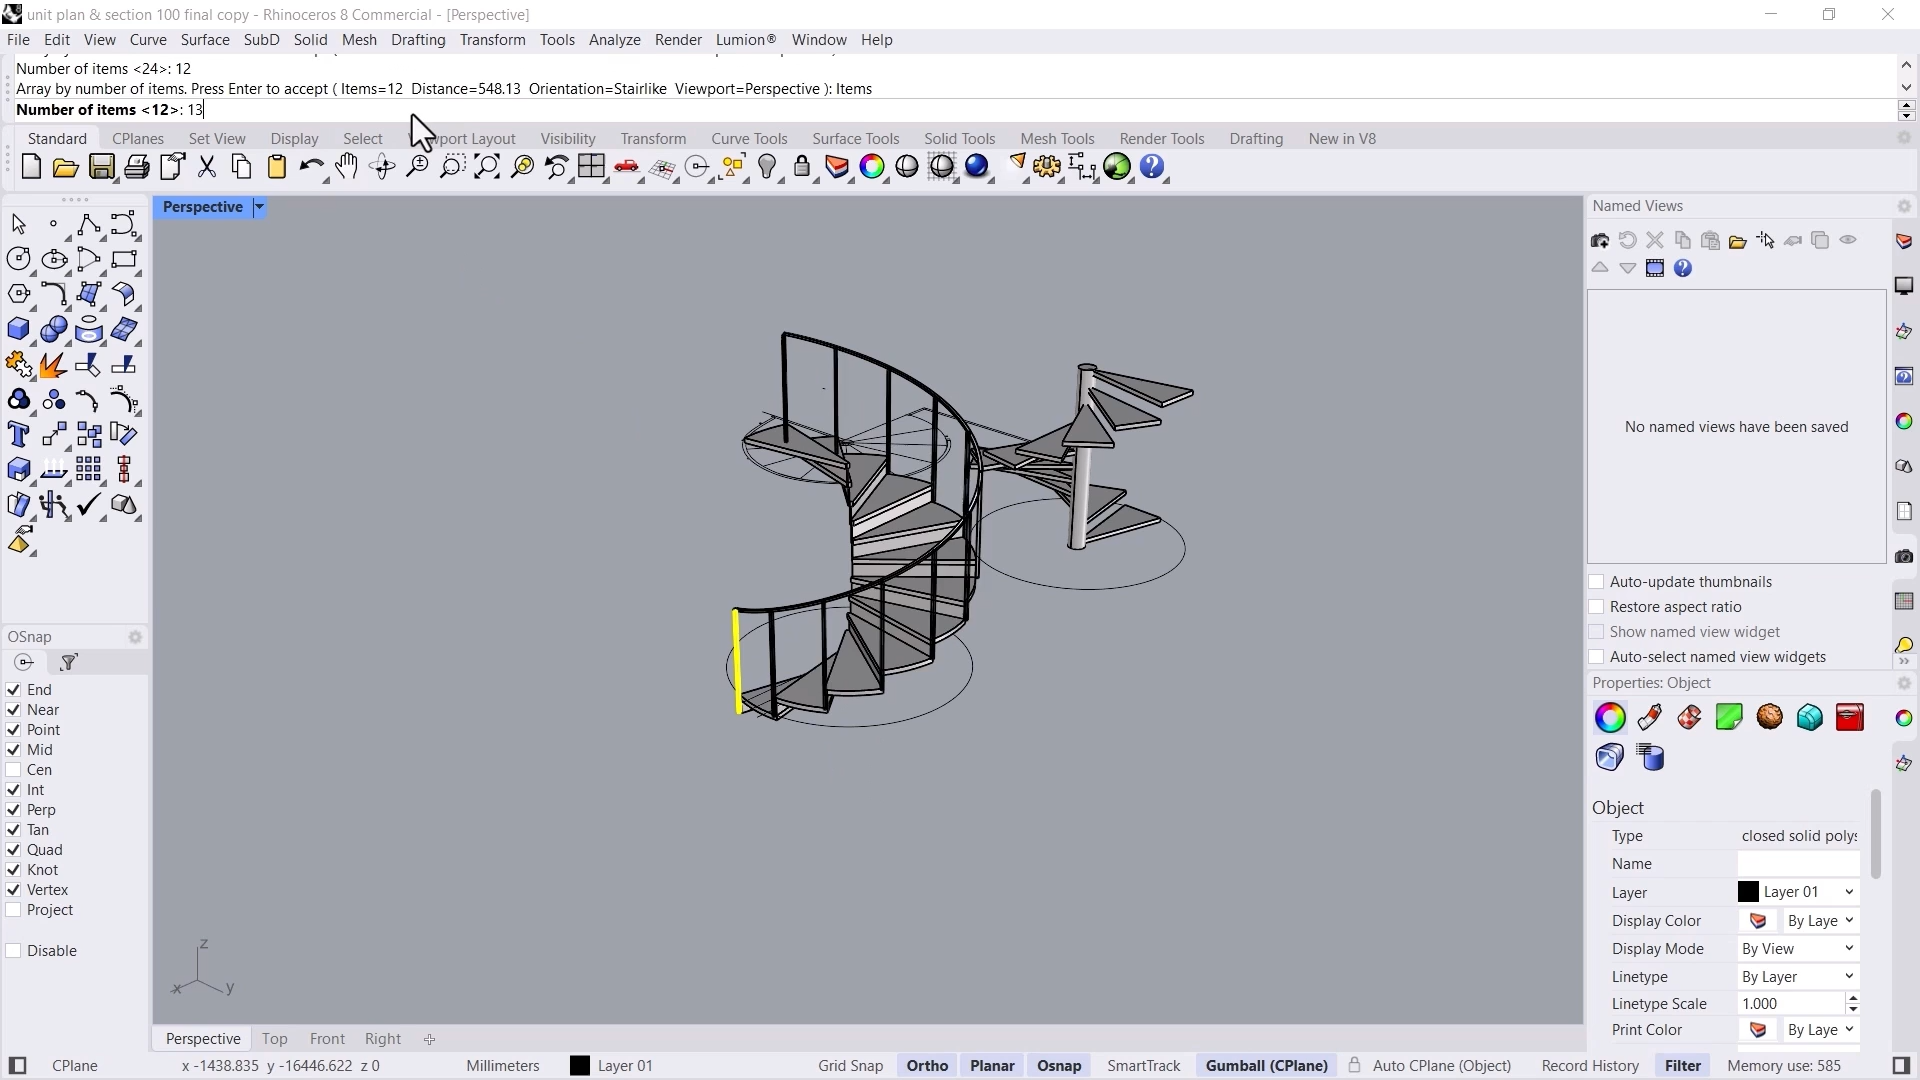 unit plan & section 100 final copy - Rhinoceros 8 Commercial - [Perspective]
File Edit View Curve Surface SubD Solid Mesh Drafting Transform Tools Analyze Render Lumion® Window Help
Number of items <24>: 12
Array by number of items. Press Enter to accept ( Items=12 Distance=548.13 Orientation=Stairlike Viewport=Perspective ): Items
Number of items <12>: 13
Standard CPlanes Set View Display Select Layout Visibility Transform Curve Tools Surface Tools Solid Tools Mesh Tools Render Tools Drafting New in V8
Perspective
Named Views
No named views have been saved
Auto-update thumbnails
Restore aspect ratio
Show named view widget
Auto-select named view widgets
Properties: Object
Object
Type closed solid polys
Name
Layer Layer 01
Display Color By Laye
Display Mode By View
Linetype By Layer
Linetype Scale 1.000
Print Color By Laye
OSnap
End
Near
Point
Mid
Cen
Int
Perp
Tan
Quad
Knot
Vertex
Project
Disable
z
x y
Perspective Top Front Right
CPlane x -1438.835 y -16446.622 z 0 Millimeters Layer 01 Grid Snap Ortho Planar Osnap SmartTrack Gumball (CPlane) Auto CPlane (Object) Record History Filter Memory use: 585